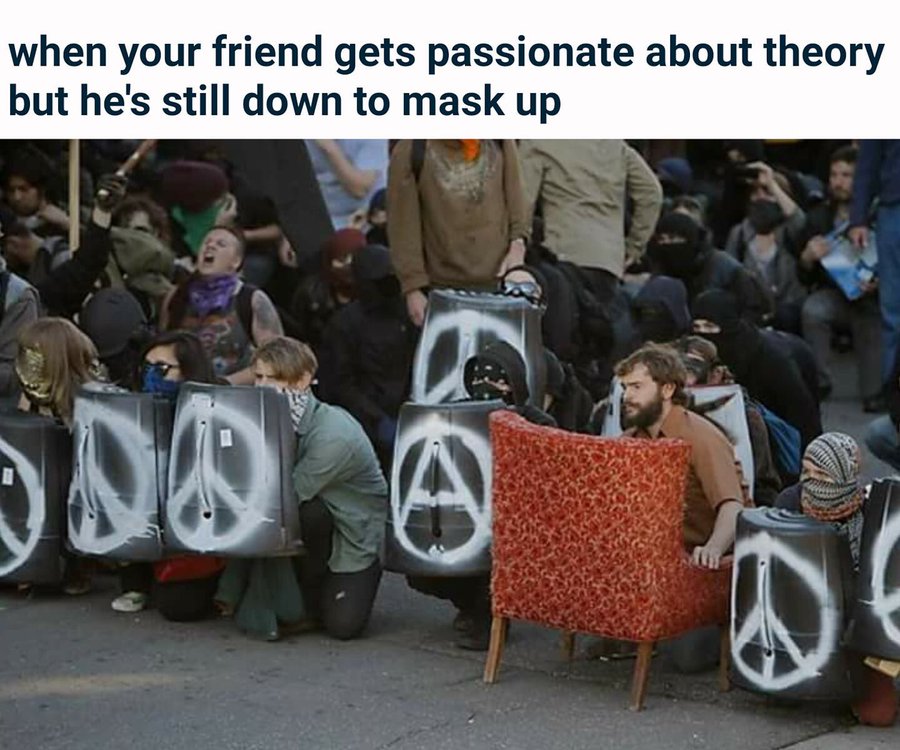 when your friend gets passionate about theory
but he's still down to mask up